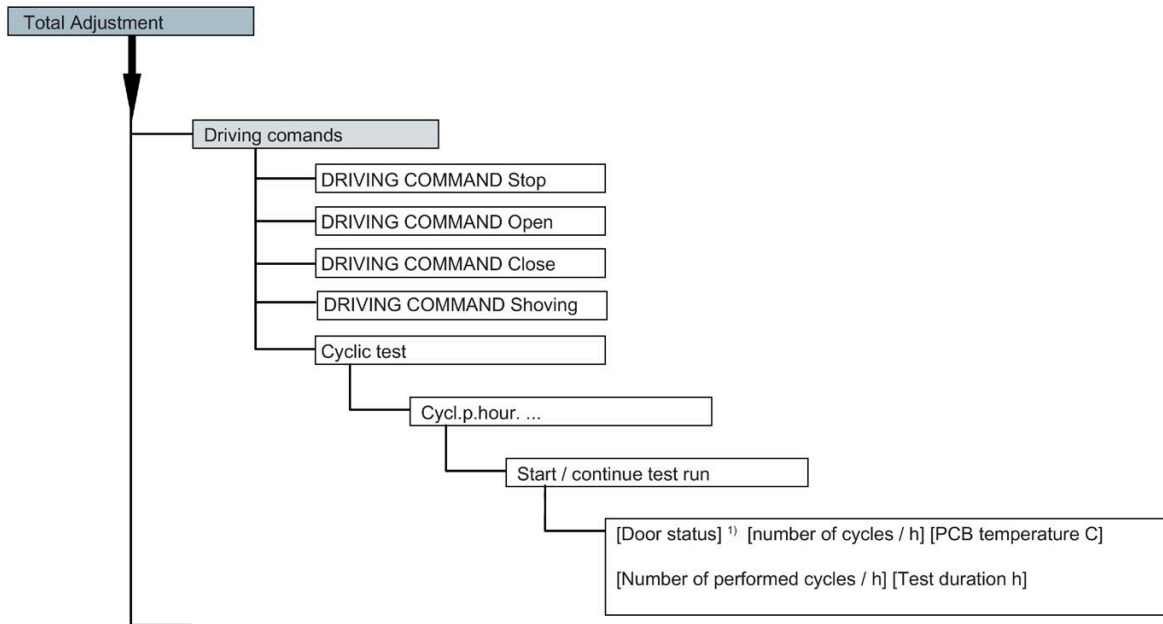 Total Adjustment
Driving comands
DRIVING COMMAND Stop
DRIVING COMMAND Open
DRIVING COMMAND Close
DRIVING COMMAND Shoving
Cyclic test
Cycl.p.hour. ...
Start / continue test run
[Door status] 1) [number of cycles / h] [PCB temperature C]
[Number of performed cycles / h] [Test duration h]